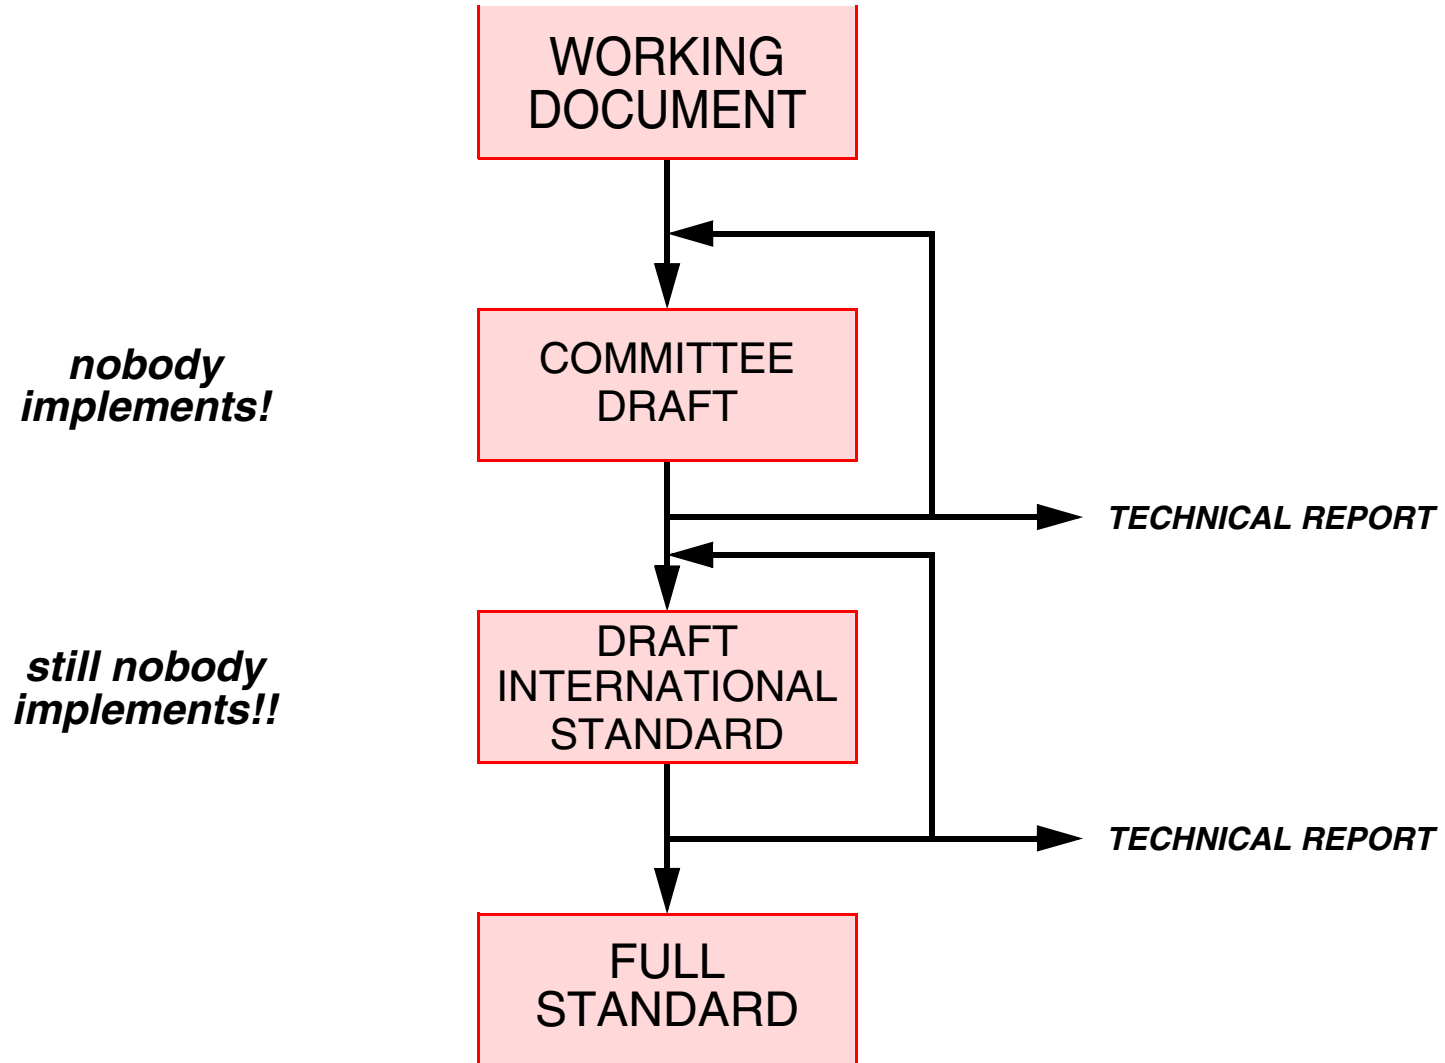 WORKING
DOCUMENT
nobody
implements!
COMMITTEE
DRAFT
TECHNICAL REPORT
still nobody
implements!!
DRAFT
INTERNATIONAL
STANDARD
TECHNICAL REPORT
FULL
STANDARD